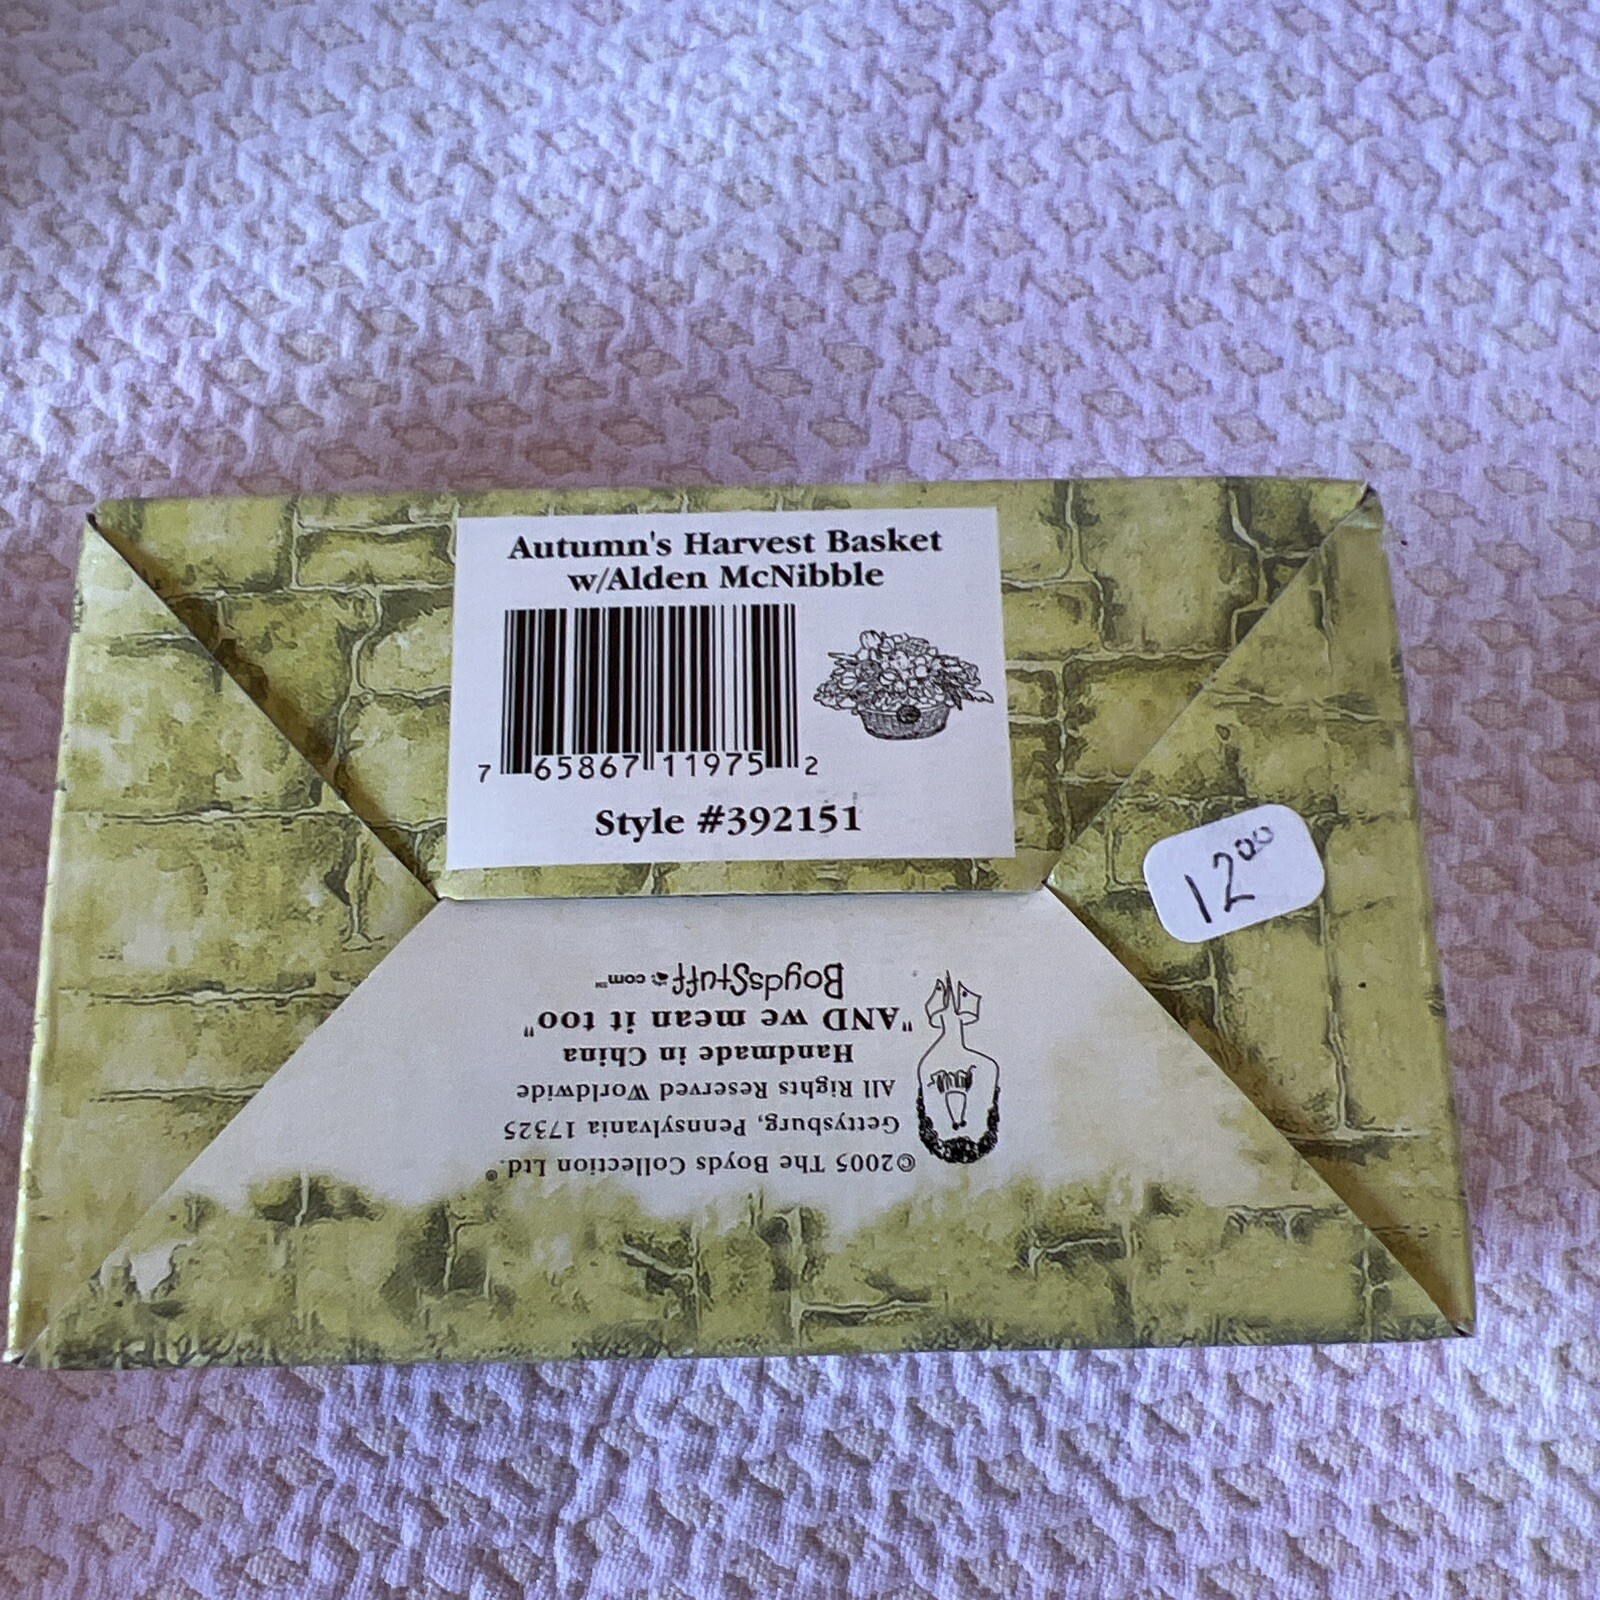 Autumn's Harvest Basket
w/Alden McNibble
7 65867 11975 2
Style #392151
12⁰⁰
©2005 The Boyds Collection Ltd.®
Gettysburg, Pennsylvania 17325
All Rights Reserved Worldwide
Handmade in China
"AND we mean it too"
BoydsStuff.com℠